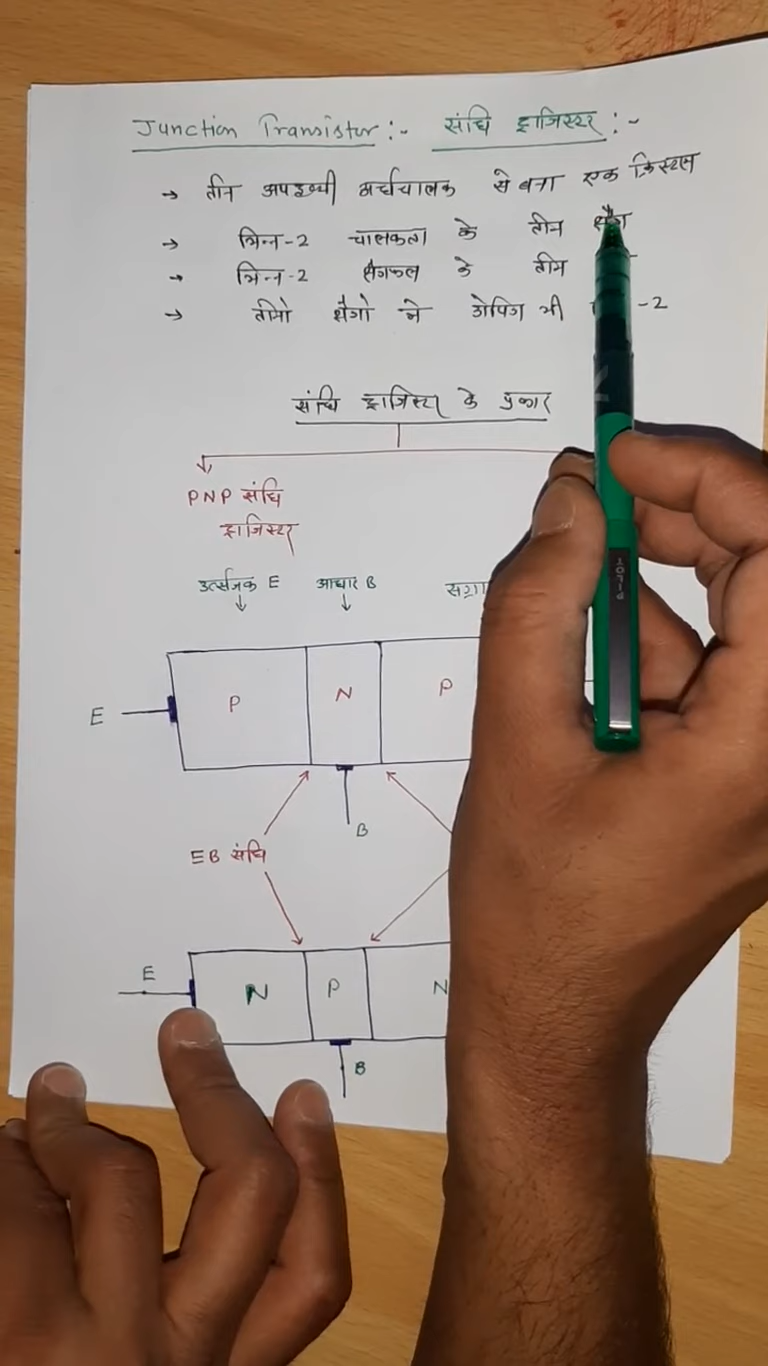 Junction Transistor :- संधि ट्रांजिस्टर :-
→ तीन अपद्रव्यी अर्धचालक से बना एक क्रिस्टल
→ भिन्न-2 चालकता के तीन क्षेत्र
→ भिन्न-2 क्षेत्रफल के तीन
→ तीनो क्षेत्रो मे डोपिंग भी -2
संधि ट्रांजिस्टर के प्रकार
PNP संधि
ट्रांजिस्टर
उत्सर्जक E आधार B
P N P
E
B
EB संधि
E
N P N
B